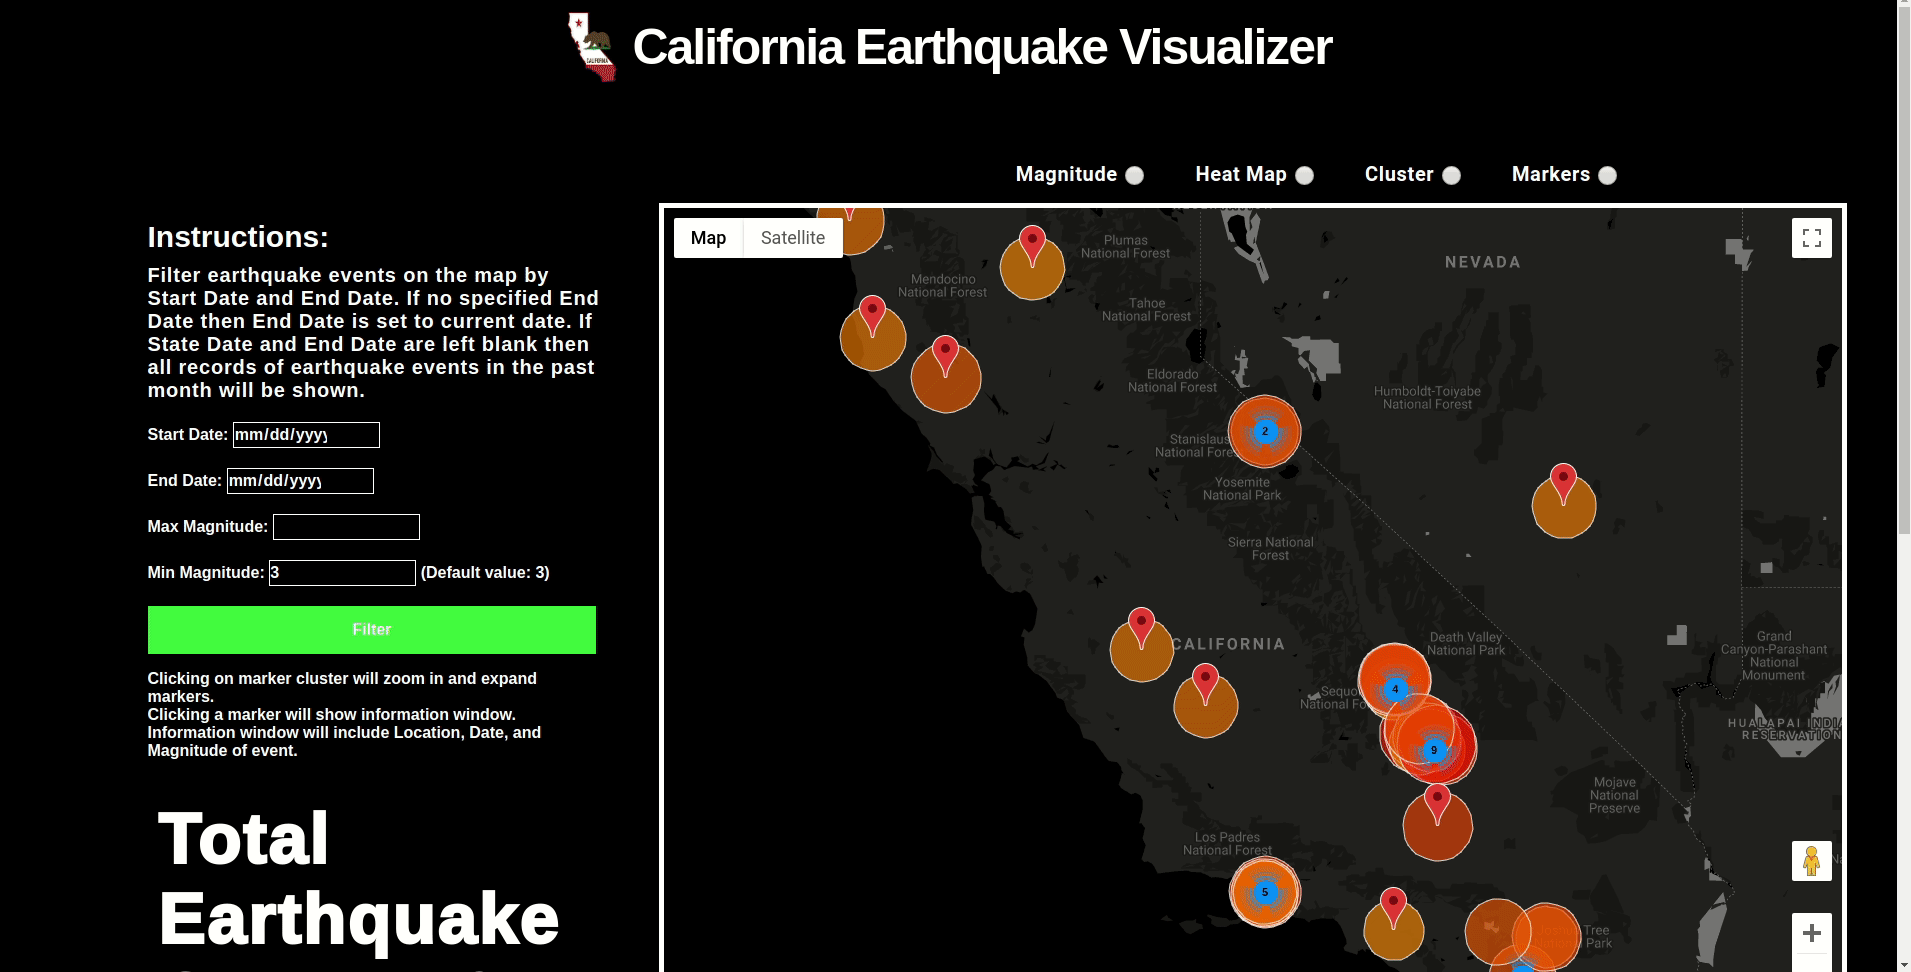 CALIFORNIA
California Earthquake Visualizer
Magnitude
Heat Map
Cluster
Markers
Instructions:
Filter earthquake events on the map by
Start Date and End Date. If no specified End
Date then End Date is set to current date. If
State Date and End Date are left blank then
all records of earthquake events in the past
month will be shown.
Start Date: mm/dd/yyyy
End Date: mm/dd/yyyy
Max Magnitude:
Min Magnitude: 3 (Default value: 3)
Filter
Clicking on marker cluster will zoom in and expand
markers.
Clicking a marker will show information window.
Information window will include Location, Date, and
Magnitude of event.
Total
Earthquake
Map
Satellite
Plumas
National Forest
NEVADA
Mendocino
National Forest
Tahoe
National Forest
Eldorado
National Forest
Humboldt-Toiyabe
National Forest
2
Stanislaus
National Fores
Yosemite
National Park
Sierra National
Forest
CALIFORNIA
Death Valley
National Park
Grand
Canyon-Parashant
National
Monument
4
Sequo
National Fo
HUALAPAI INDIA
RESERVATION
9
Mojave
National
Preserve
Los Padres
National Forest
5
Tree
Park